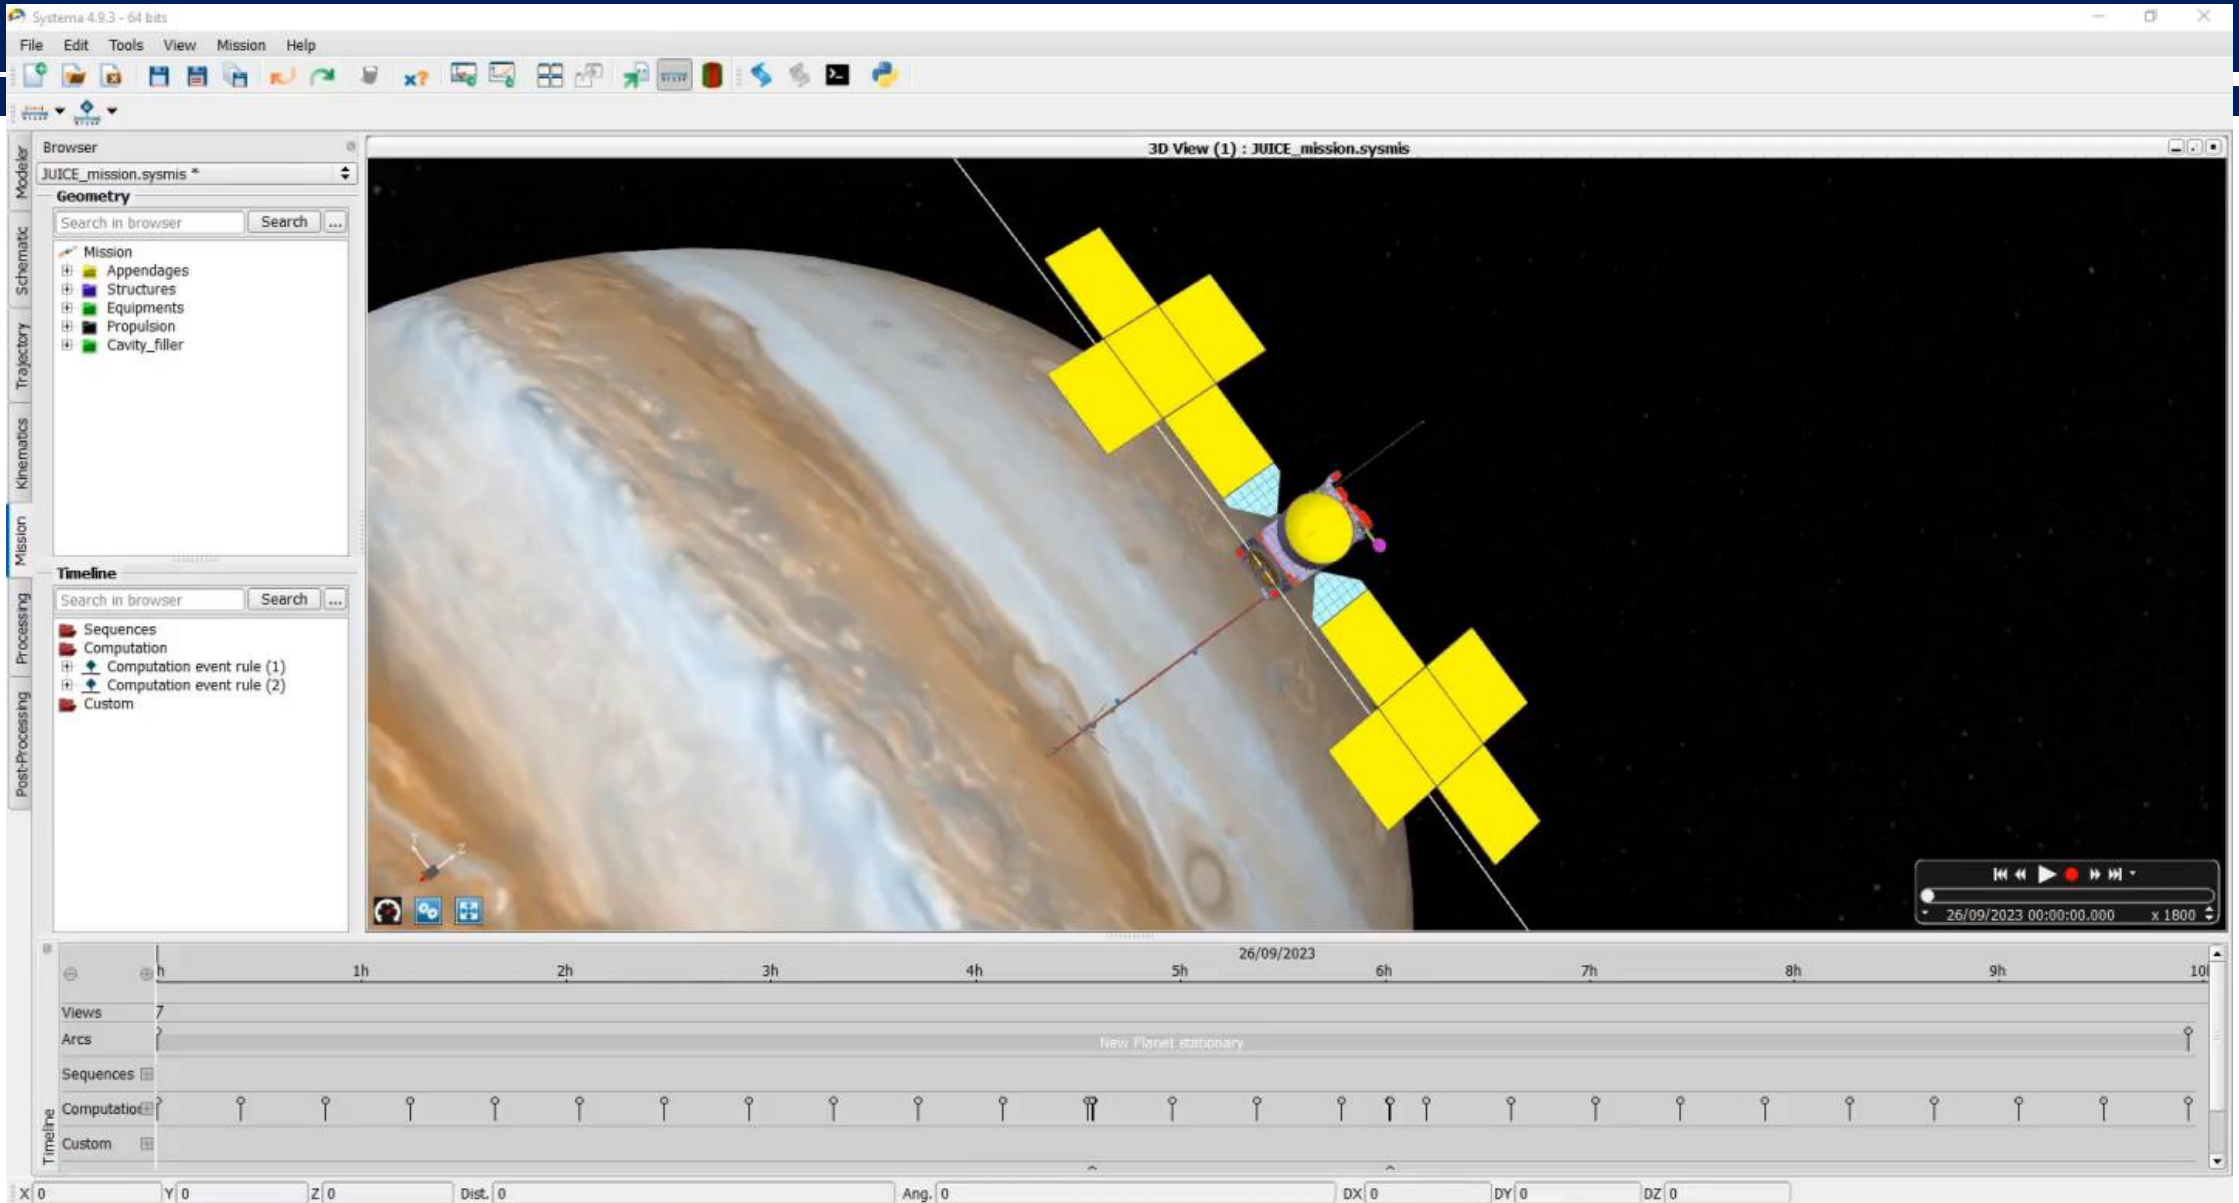 Systema 4.9.3 - 64 bits
File Edit Tools View Mission Help
Browser
3D View (1) : JUICE_mission.sysmis
JUICE_mission.sysmis *
Geometry
Search in browser Search ...
Mission
Appendages
Structures
Equipments
Propulsion
Cavity_filler
Modeler
Schematic
Trajectory
Kinematics
Mission
Processing
Post-Processing
Timeline
Search in browser Search ...
Sequences
Computation
Computation event rule (1)
Computation event rule (2)
Custom
Y Z
26/09/2023 00:00:00.000 x 1800
26/09/2023
h 1h 2h 3h 4h 5h 6h 7h 8h 9h 10
Views 7
Arcs
New Planet stationary
Sequences
Computation
Custom
Timeline
X 0 Y 0 Z 0 Dist. 0 Ang. 0 DX 0 DY 0 DZ 0